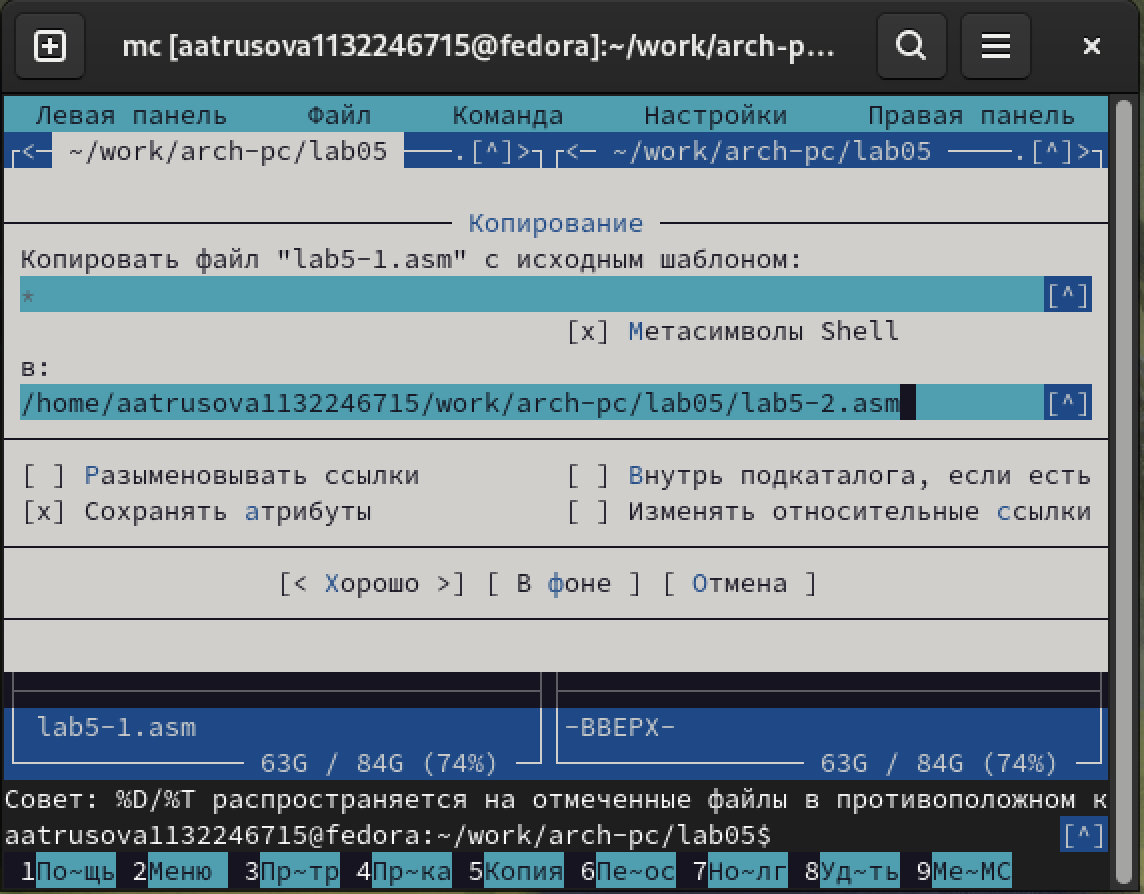 mc [aatrusova1132246715@fedora]:~/work/arch-p…
Левая панель Файл Команда Настройки Правая панель
<─ ~/work/arch-pc/lab05 ───.[^]> <─ ~/work/arch-pc/lab05 ────.[^]>
Копирование
Копировать файл "lab5-1.asm" с исходным шаблоном:
* [^]
[x] Метасимволы Shell
в:
/home/aatrusova1132246715/work/arch-pc/lab05/lab5-2.asm [^]
[ ] Разыменовывать ссылки [ ] Внутрь подкаталога, если есть
[x] Сохранять атрибуты [ ] Изменять относительные ссылки
[< Хорошо >] [ В фоне ] [ Отмена ]
lab5-1.asm -ВВЕРХ-
63G / 84G (74%) 63G / 84G (74%)
Совет: %D/%T распространяется на отмеченные файлы в противоположном к
aatrusova1132246715@fedora:~/work/arch-pc/lab05$ [^]
1По~щь 2Меню 3Пр~тр 4Пр~ка 5Копия 6Пе~ос 7Но~лг 8Уд~ть 9Ме~МС